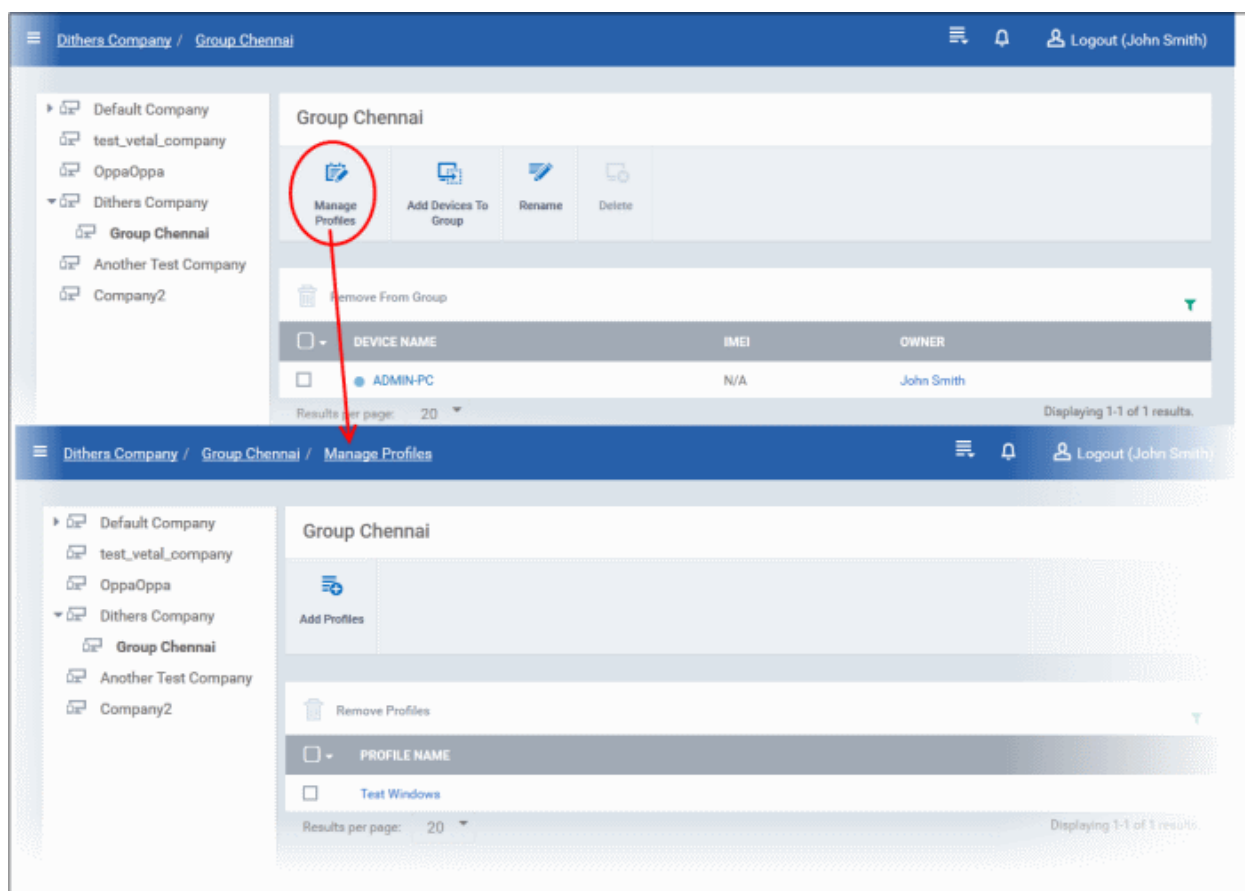 Dithers Company / Group Chennai
Logout (John Smith)
Default Company
test_vetal_company
OppaOppa
Dithers Company
Group Chennai
Another Test Company
Company2
Group Chennai
Manage Profiles
Add Devices To Group
Rename
Delete
Remove From Group
DEVICE NAME IMEI OWNER
ADMIN-PC N/A John Smith
Results per page: 20
Displaying 1-1 of 1 results.
Dithers Company / Group Chennai / Manage Profiles
Logout (John Smith)
Default Company
test_vetal_company
OppaOppa
Dithers Company
Group Chennai
Another Test Company
Company2
Group Chennai
Add Profiles
Remove Profiles
PROFILE NAME
Test Windows
Results per page: 20
Displaying 1-1 of 1 results.